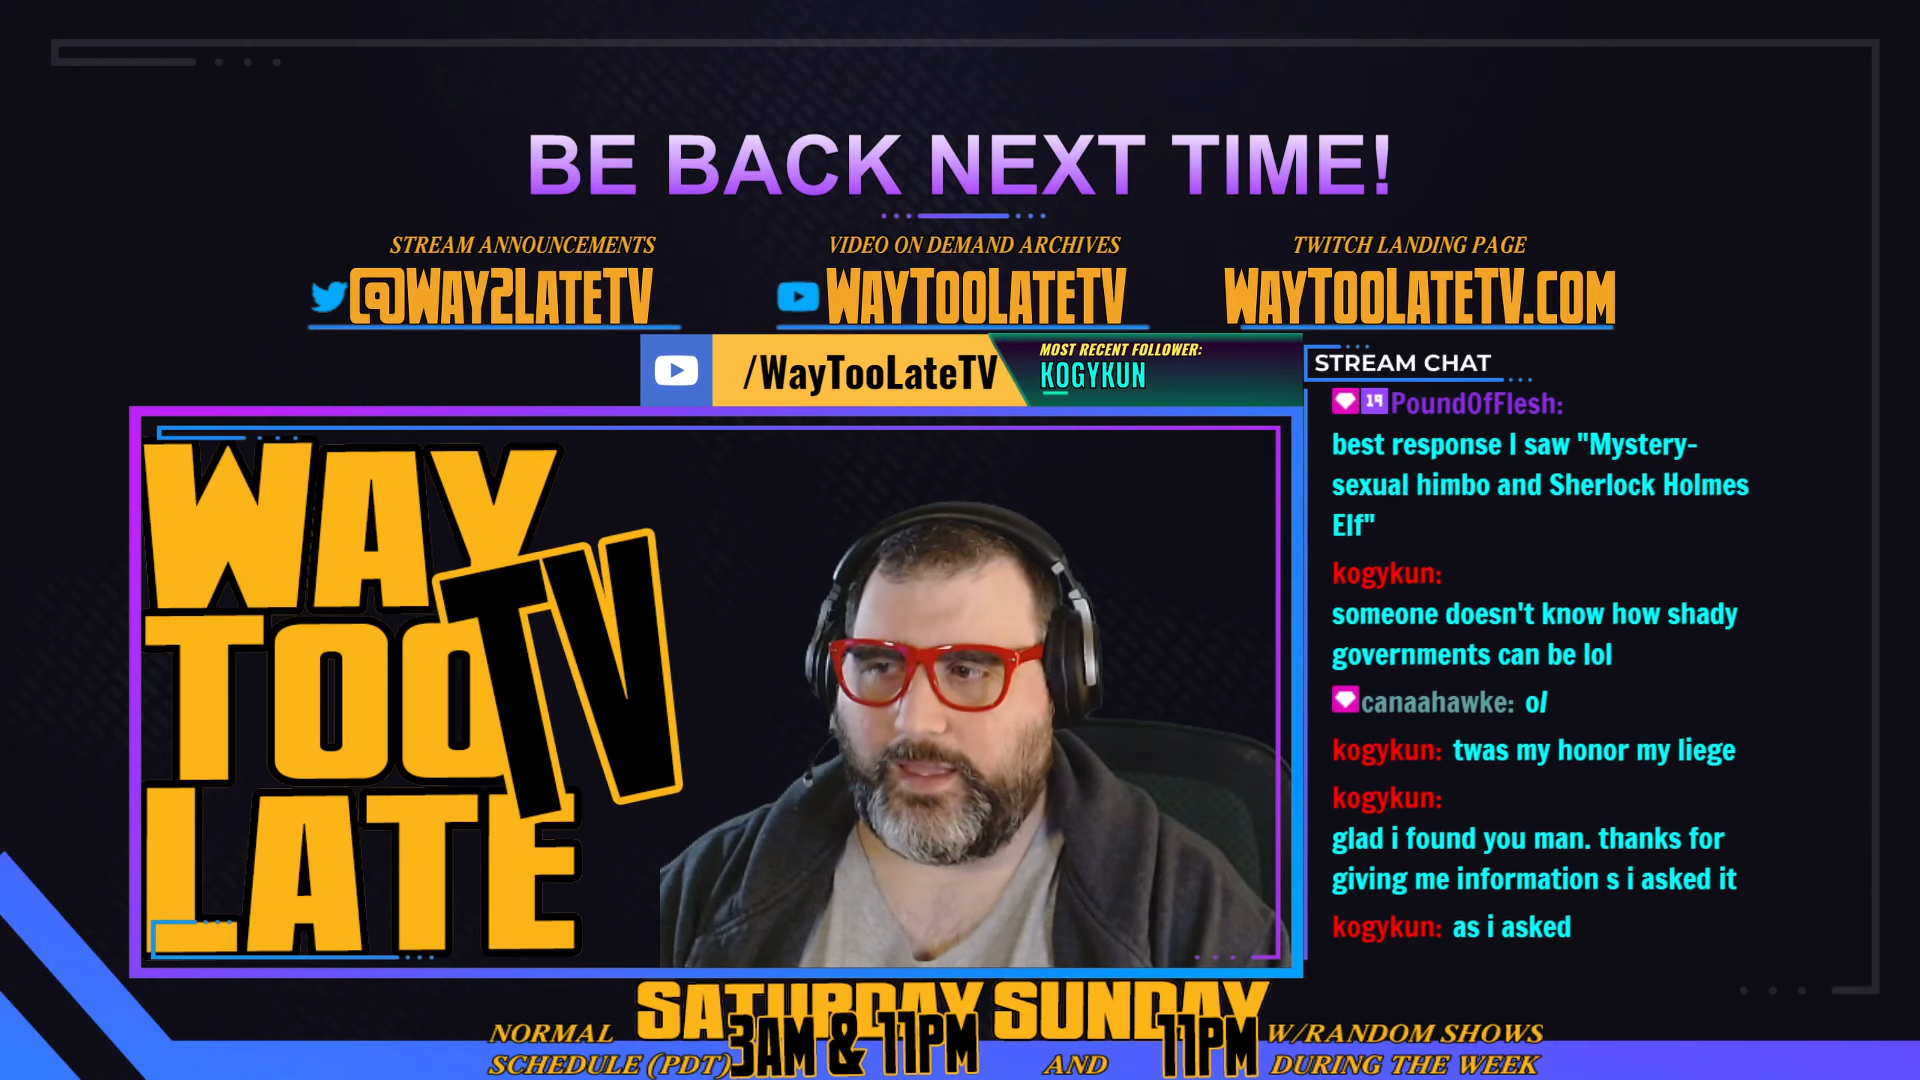 BE BACK NEXT TIME!
STREAM ANNOUNCEMENTS
@WAY2LATETV
VIDEO ON DEMAND ARCHIVES
WAYTOOLATETV
TWITCH LANDING PAGE
WAYTOOLATETV.COM
/WayTooLateTV
MOST RECENT FOLLOWER:
KOGYKUN
STREAM CHAT
19 PoundOfFlesh:
best response I saw "Mystery-
sexual himbo and Sherlock Holmes
Elf"
kogykun:
someone doesn't know how shady
governments can be lol
canaahawke: o/
kogykun: twas my honor my liege
kogykun:
glad i found you man. thanks for
giving me information s i asked it
kogykun: as i asked
WAY
TOO
LATE
TV
NORMAL
SCHEDULE (PDT)
SATURDAY
3AM & 11PM
AND
SUNDAY
11PM
W/RANDOM SHOWS
DURING THE WEEK